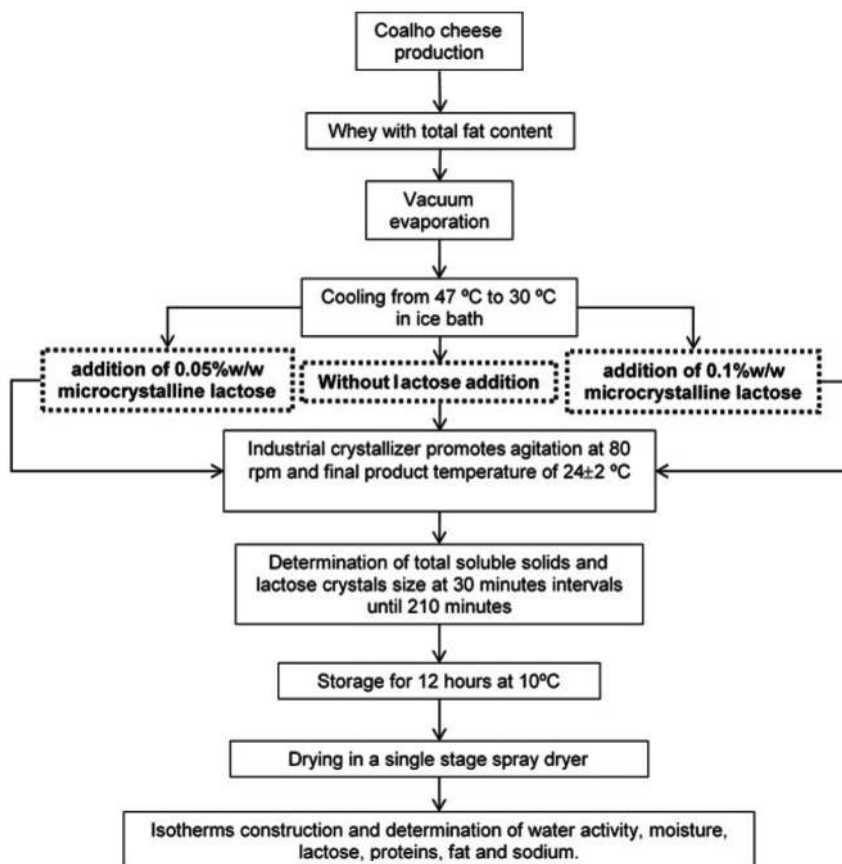 Coalho cheese
production
Whey with total fat content
Vacuum
evaporation
Cooling from 47 ºC to 30 ºC
in ice bath
addition of 0.05%w/w
microcrystalline lactose
Without lactose addition
addition of 0.1%w/w
microcrystalline lactose
Industrial crystallizer promotes agitation at 80
rpm and final product temperature of 24±2 ºC
Determination of total soluble solids and
lactose crystals size at 30 minutes intervals
until 210 minutes
Storage for 12 hours at 10ºC
Drying in a single stage spray dryer
Isotherms construction and determination of water activity, moisture,
lactose, proteins, fat and sodium.